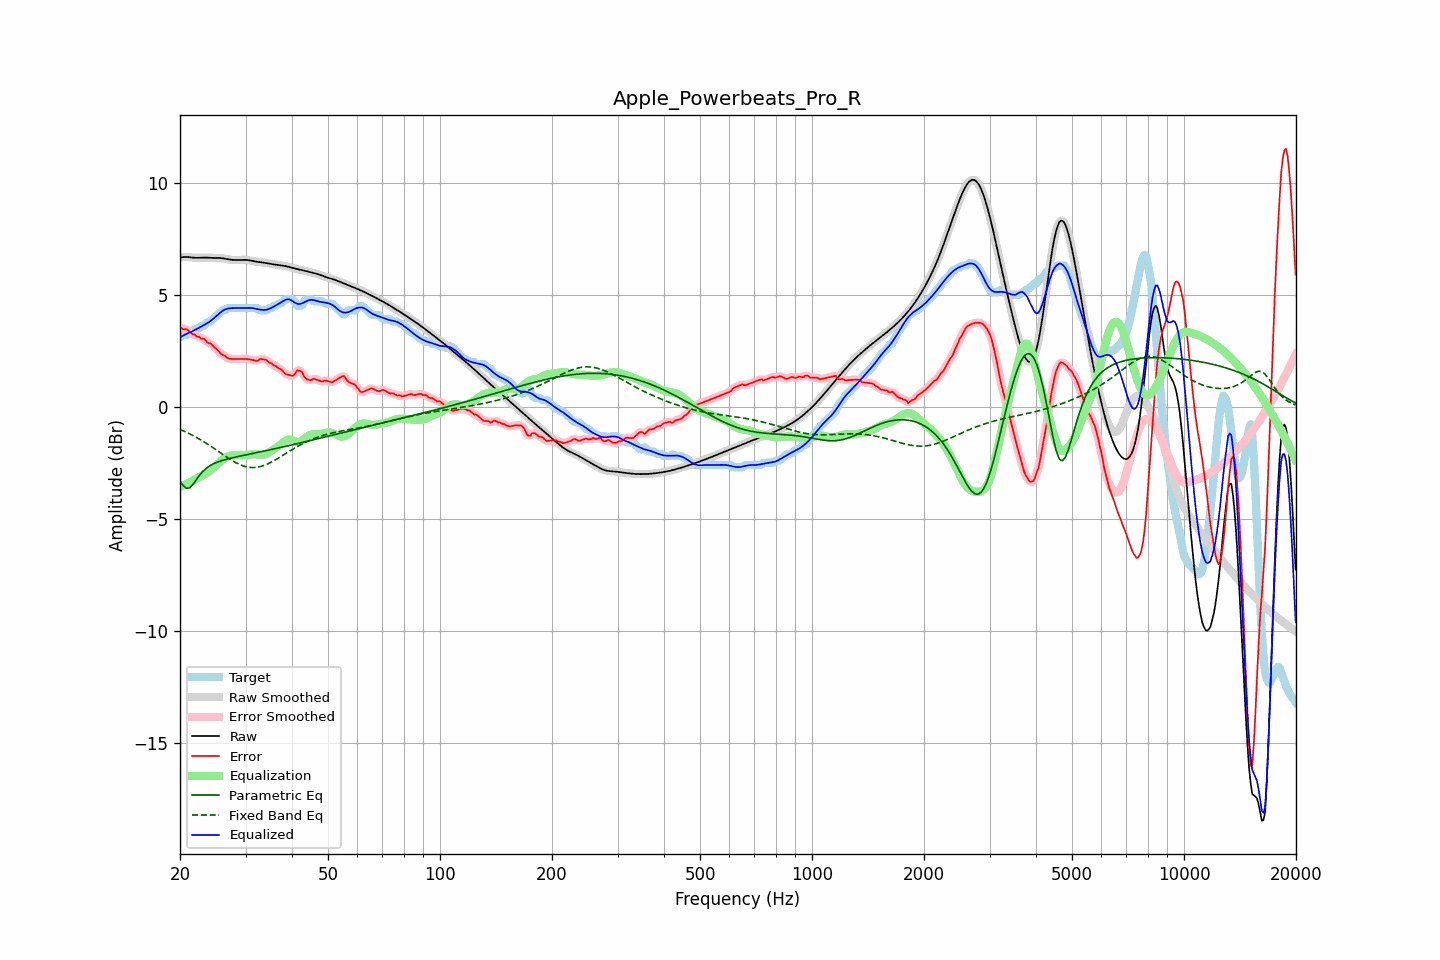 Apple_Powerbeats_Pro_R
Amplitude (dBr)
10
5
0
−5
−10
−15
Target
Raw Smoothed
Error Smoothed
Raw
Error
Equalization
Parametric Eq
Fixed Band Eq
Equalized
20 50 100 200 500 1000 2000 5000 10000 20000
Frequency (Hz)